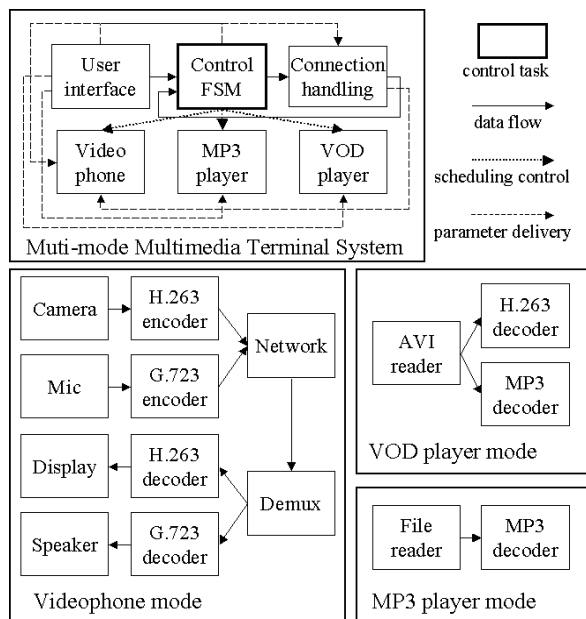 User
interface
Control
FSM
Connection
handling
Video
phone
MP3
player
VOD
player
Muti-mode Multimedia Terminal System
control task
data flow
scheduling control
parameter delivery
Camera
H.263
encoder
Network
Mic
G.723
encoder
Display
H.263
decoder
Demux
Speaker
G.723
decoder
Videophone mode
AVI
reader
H.263
decoder
MP3
decoder
VOD player mode
File
reader
MP3
decoder
MP3 player mode